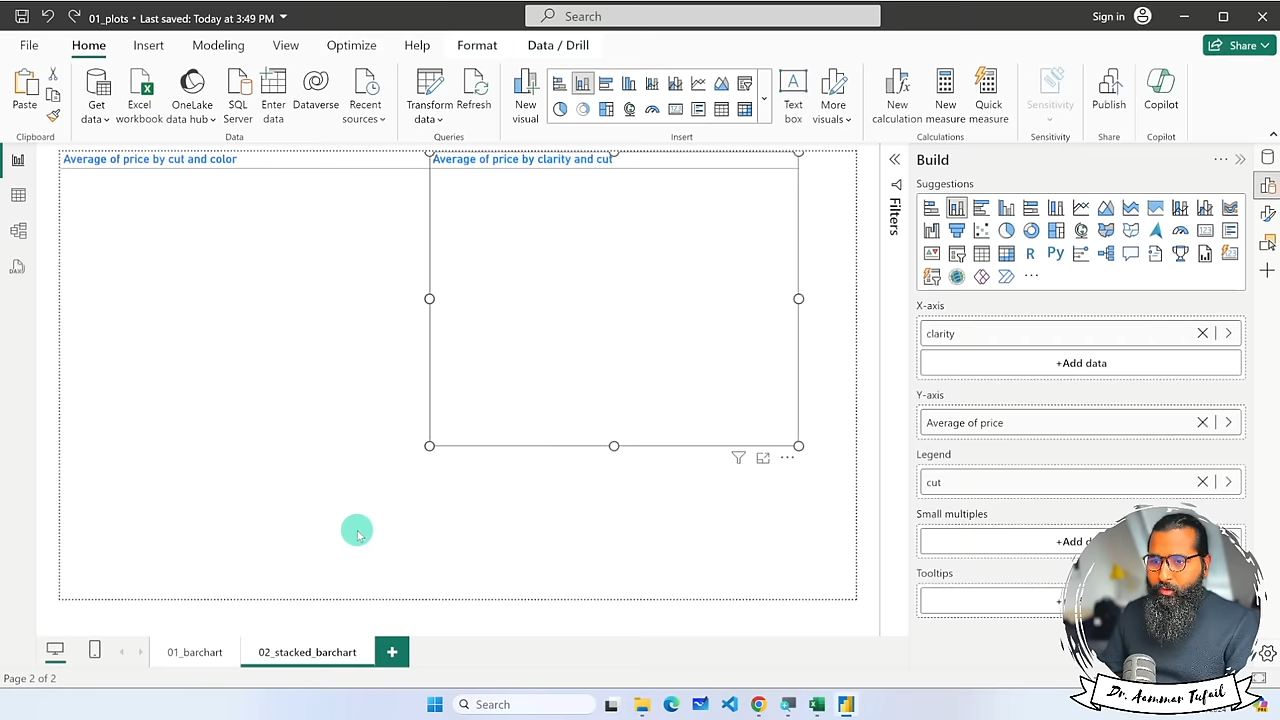 01_plots • Last saved: Today at 3:49 PM
Search
Sign in
File
Home
Insert
Modeling
View
Optimize
Help
Format
Data / Drill
Share
Paste
Get data
Excel workbook
OneLake data hub
SQL Server
Enter data
Dataverse
Recent sources
Transform data
Refresh
New visual
Text box
More visuals
New calculation
New measure
Quick measure
Sensitivity
Publish
Copilot
Clipboard
Data
Queries
Insert
Calculations
Sensitivity
Share
Copilot
Average of price by cut and color
Average of price by clarity and cut
Filters
Build
Suggestions
R
Py
X-axis
clarity
+Add data
Y-axis
Average of price
Legend
cut
Small multiples
+Add d
Tooltips
+
01_barchart
02_stacked_barchart
Page 2 of 2
Search
Dr. Aammar Tufail